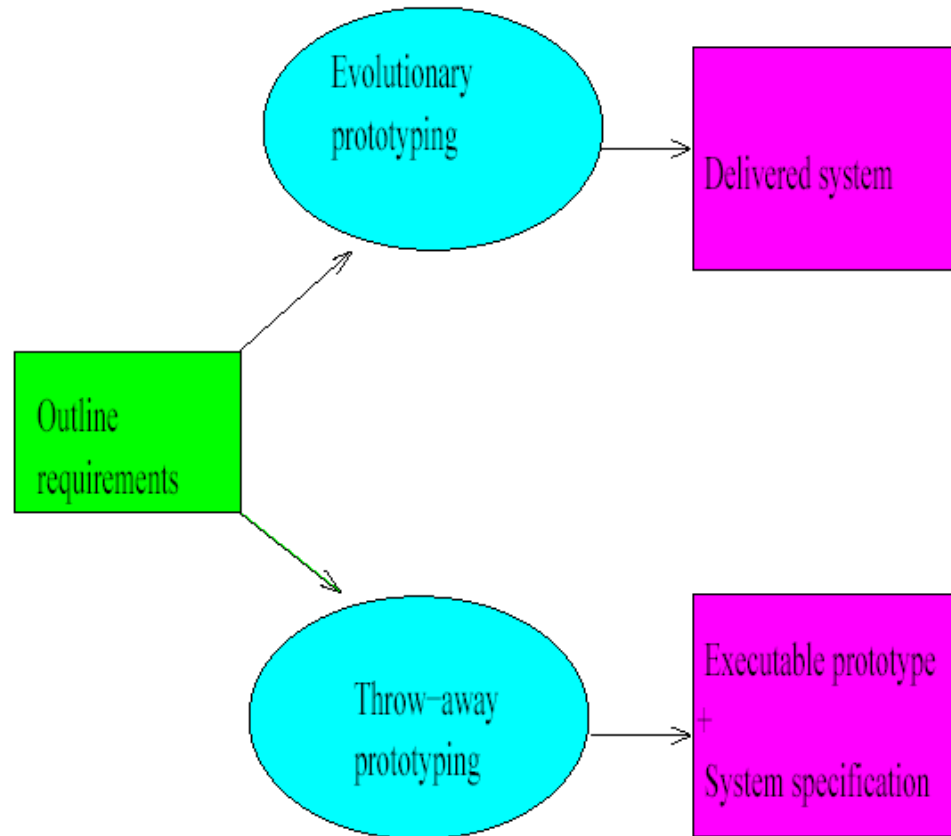 Evolutionary
prototyping
Delivered system
Outline
requirements
Throw-away
prototyping
Executable prototype
+
System specification